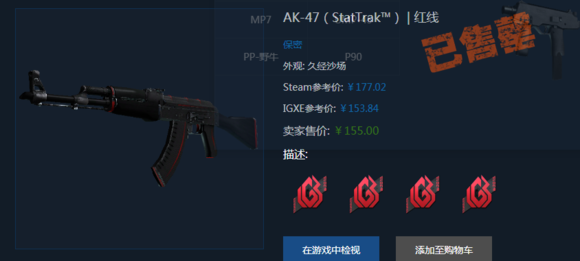 MP7
AK-47 ( StatTrak™ ) | 红线
已售罄
保密
PP-野牛
P90
外观: 久经沙场
Steam参考价: ￥177.02
IGXE参考价: ￥153.84
卖家售价: ￥155.00
描述:
在游戏中检视
添加至购物车